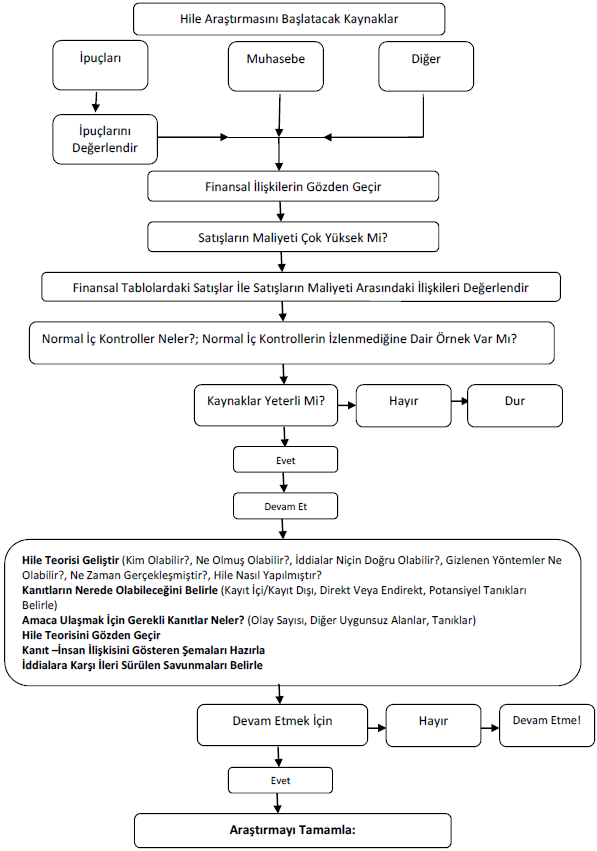 Hile Araştırmasını Başlatacak Kaynaklar
İpuçları
Muhasebe
Diğer
İpuçlarını
Değerlendir
Finansal İlişkilerin Gözden Geçir
Satışların Maliyeti Çok Yüksek Mi?
Finansal Tablolardaki Satışlar İle Satışların Maliyeti Arasındaki İlişkileri Değerlendir
Normal İç Kontroller Neler?; Normal İç Kontrollerin İzlenmediğine Dair Örnek Var Mı?
Kaynaklar Yeterli Mi?
Hayır
Dur
Evet
Devam Et
Hile Teorisi Geliştir (Kim Olabilir?, Ne Olmuş Olabilir?, İddialar Niçin Doğru Olabilir?, Gizlenen Yöntemler Ne
Olabilir?, Ne Zaman Gerçekleşmiştir?, Hile Nasıl Yapılmıştır?
Kanıtların Nerede Olabileceğini Belirle (Kayıt İçi/Kayıt Dışı, Direkt Veya Endirekt, Potansiyel Tanıkları
Belirle)
Amaca Ulaşmak İçin Gerekli Kanıtlar Neler? (Olay Sayısı, Diğer Uygunsuz Alanlar, Tanıklar)
Hile Teorisini Gözden Geçir
Kanıt –İnsan İlişkisini Gösteren Şemaları Hazırla
İddialara Karşı İleri Sürülen Savunmaları Belirle
Devam Etmek İçin
Hayır
Devam Etme!
Evet
Araştırmayı Tamamla: